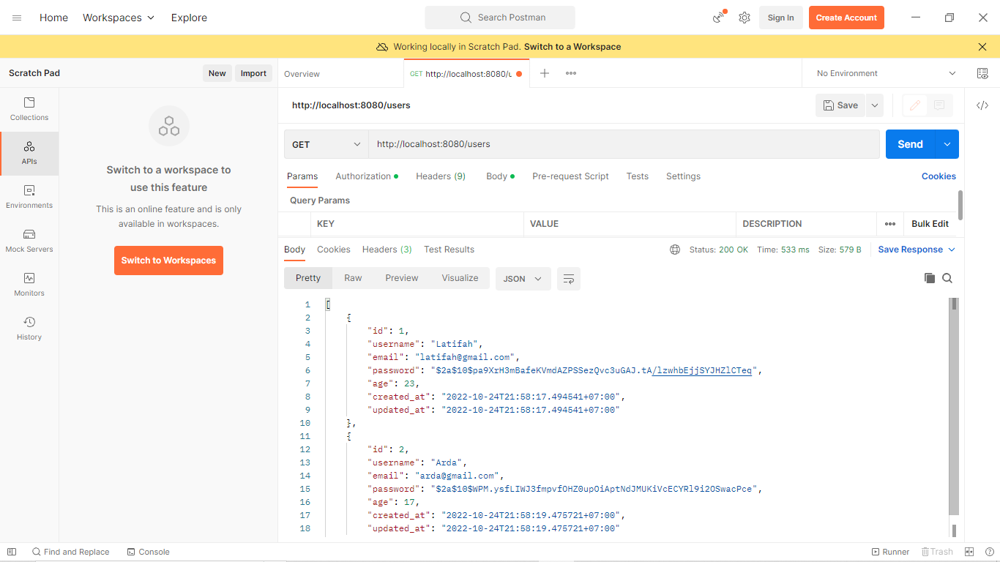 Home Workspaces Explore Search Postman Sign In Create Account
Working locally in Scratch Pad. Switch to a Workspace
Scratch Pad New Import Overview GET http://localhost:8080/u No Environment
http://localhost:8080/users Save
GET http://localhost:8080/users Send
Params Authorization Headers (9) Body Pre-request Script Tests Settings Cookies
Query Params
KEY VALUE DESCRIPTION Bulk Edit
Body Cookies Headers (3) Test Results Status: 200 OK Time: 533 ms Size: 579 B Save Response
Pretty Raw Preview Visualize JSON
Collections
APIs
Environments
Mock Servers
Monitors
History
Switch to a workspace to
use this feature
This is an online feature and is only
available in workspaces.
Switch to Workspaces
1 [
2 {
3 "id": 1,
4 "username": "Latifah",
5 "email": "latifah@gmail.com",
6 "password": "$2a$10$pa9XrH3mBafeKVmdAZPSSezQvc3uGAJ.tA/lzwhbEjjSYJHZlCTeq",
7 "age": 23,
8 "created_at": "2022-10-24T21:58:17.494541+07:00",
9 "updated_at": "2022-10-24T21:58:17.494541+07:00"
10 },
11 {
12 "id": 2,
13 "username": "Arda",
14 "email": "arda@gmail.com",
15 "password": "$2a$10$WPM.ysfLIWJ3fmpvfOHZ0upOiAptNdJMUKiVcECYRl9i2OSwacPce",
16 "age": 17,
17 "created_at": "2022-10-24T21:58:19.475721+07:00",
18 "updated_at": "2022-10-24T21:58:19.475721+07:00"
Find and Replace Console Runner Trash